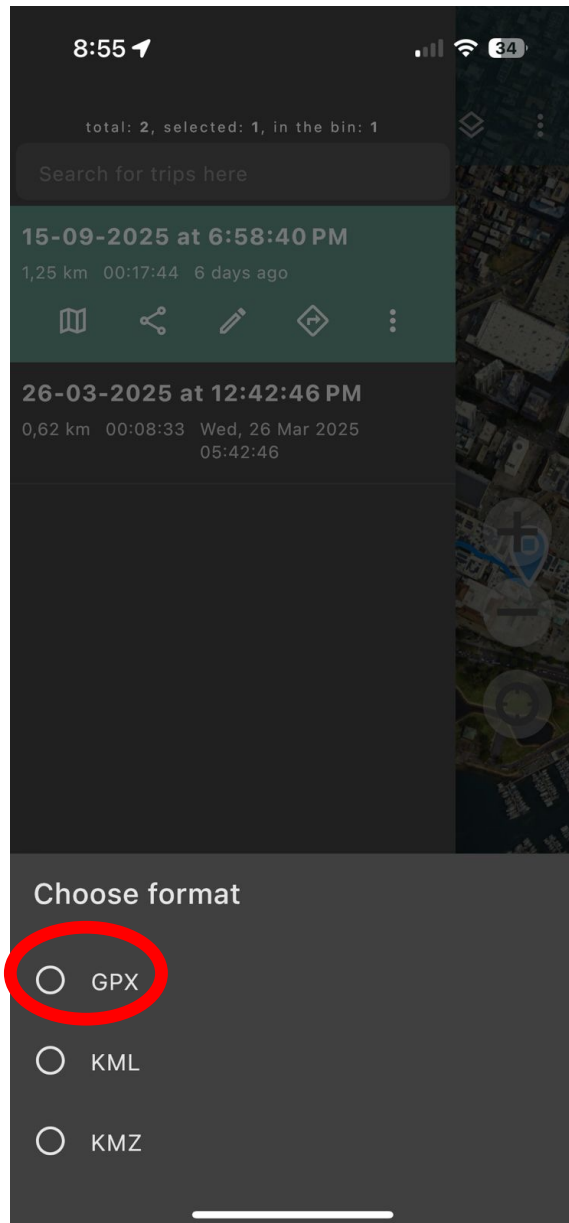 8:55
34
total: 2, selected: 1, in the bin: 1
Search for trips here
15-09-2025 at 6:58:40 PM
1,25 km 00:17:44 6 days ago
26-03-2025 at 12:42:46 PM
0,62 km 00:08:33 Wed, 26 Mar 2025
05:42:46
Choose format
GPX
KML
KMZ